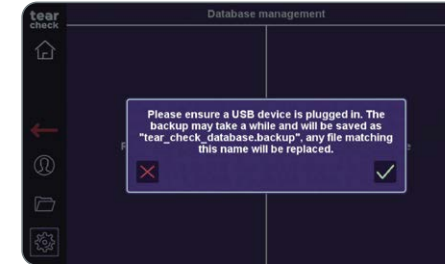 tear
check
Database management
Please ensure a USB device is plugged in. The
backup may take a while and will be saved as
"tear_check_database.backup", any file matching
this name will be replaced.